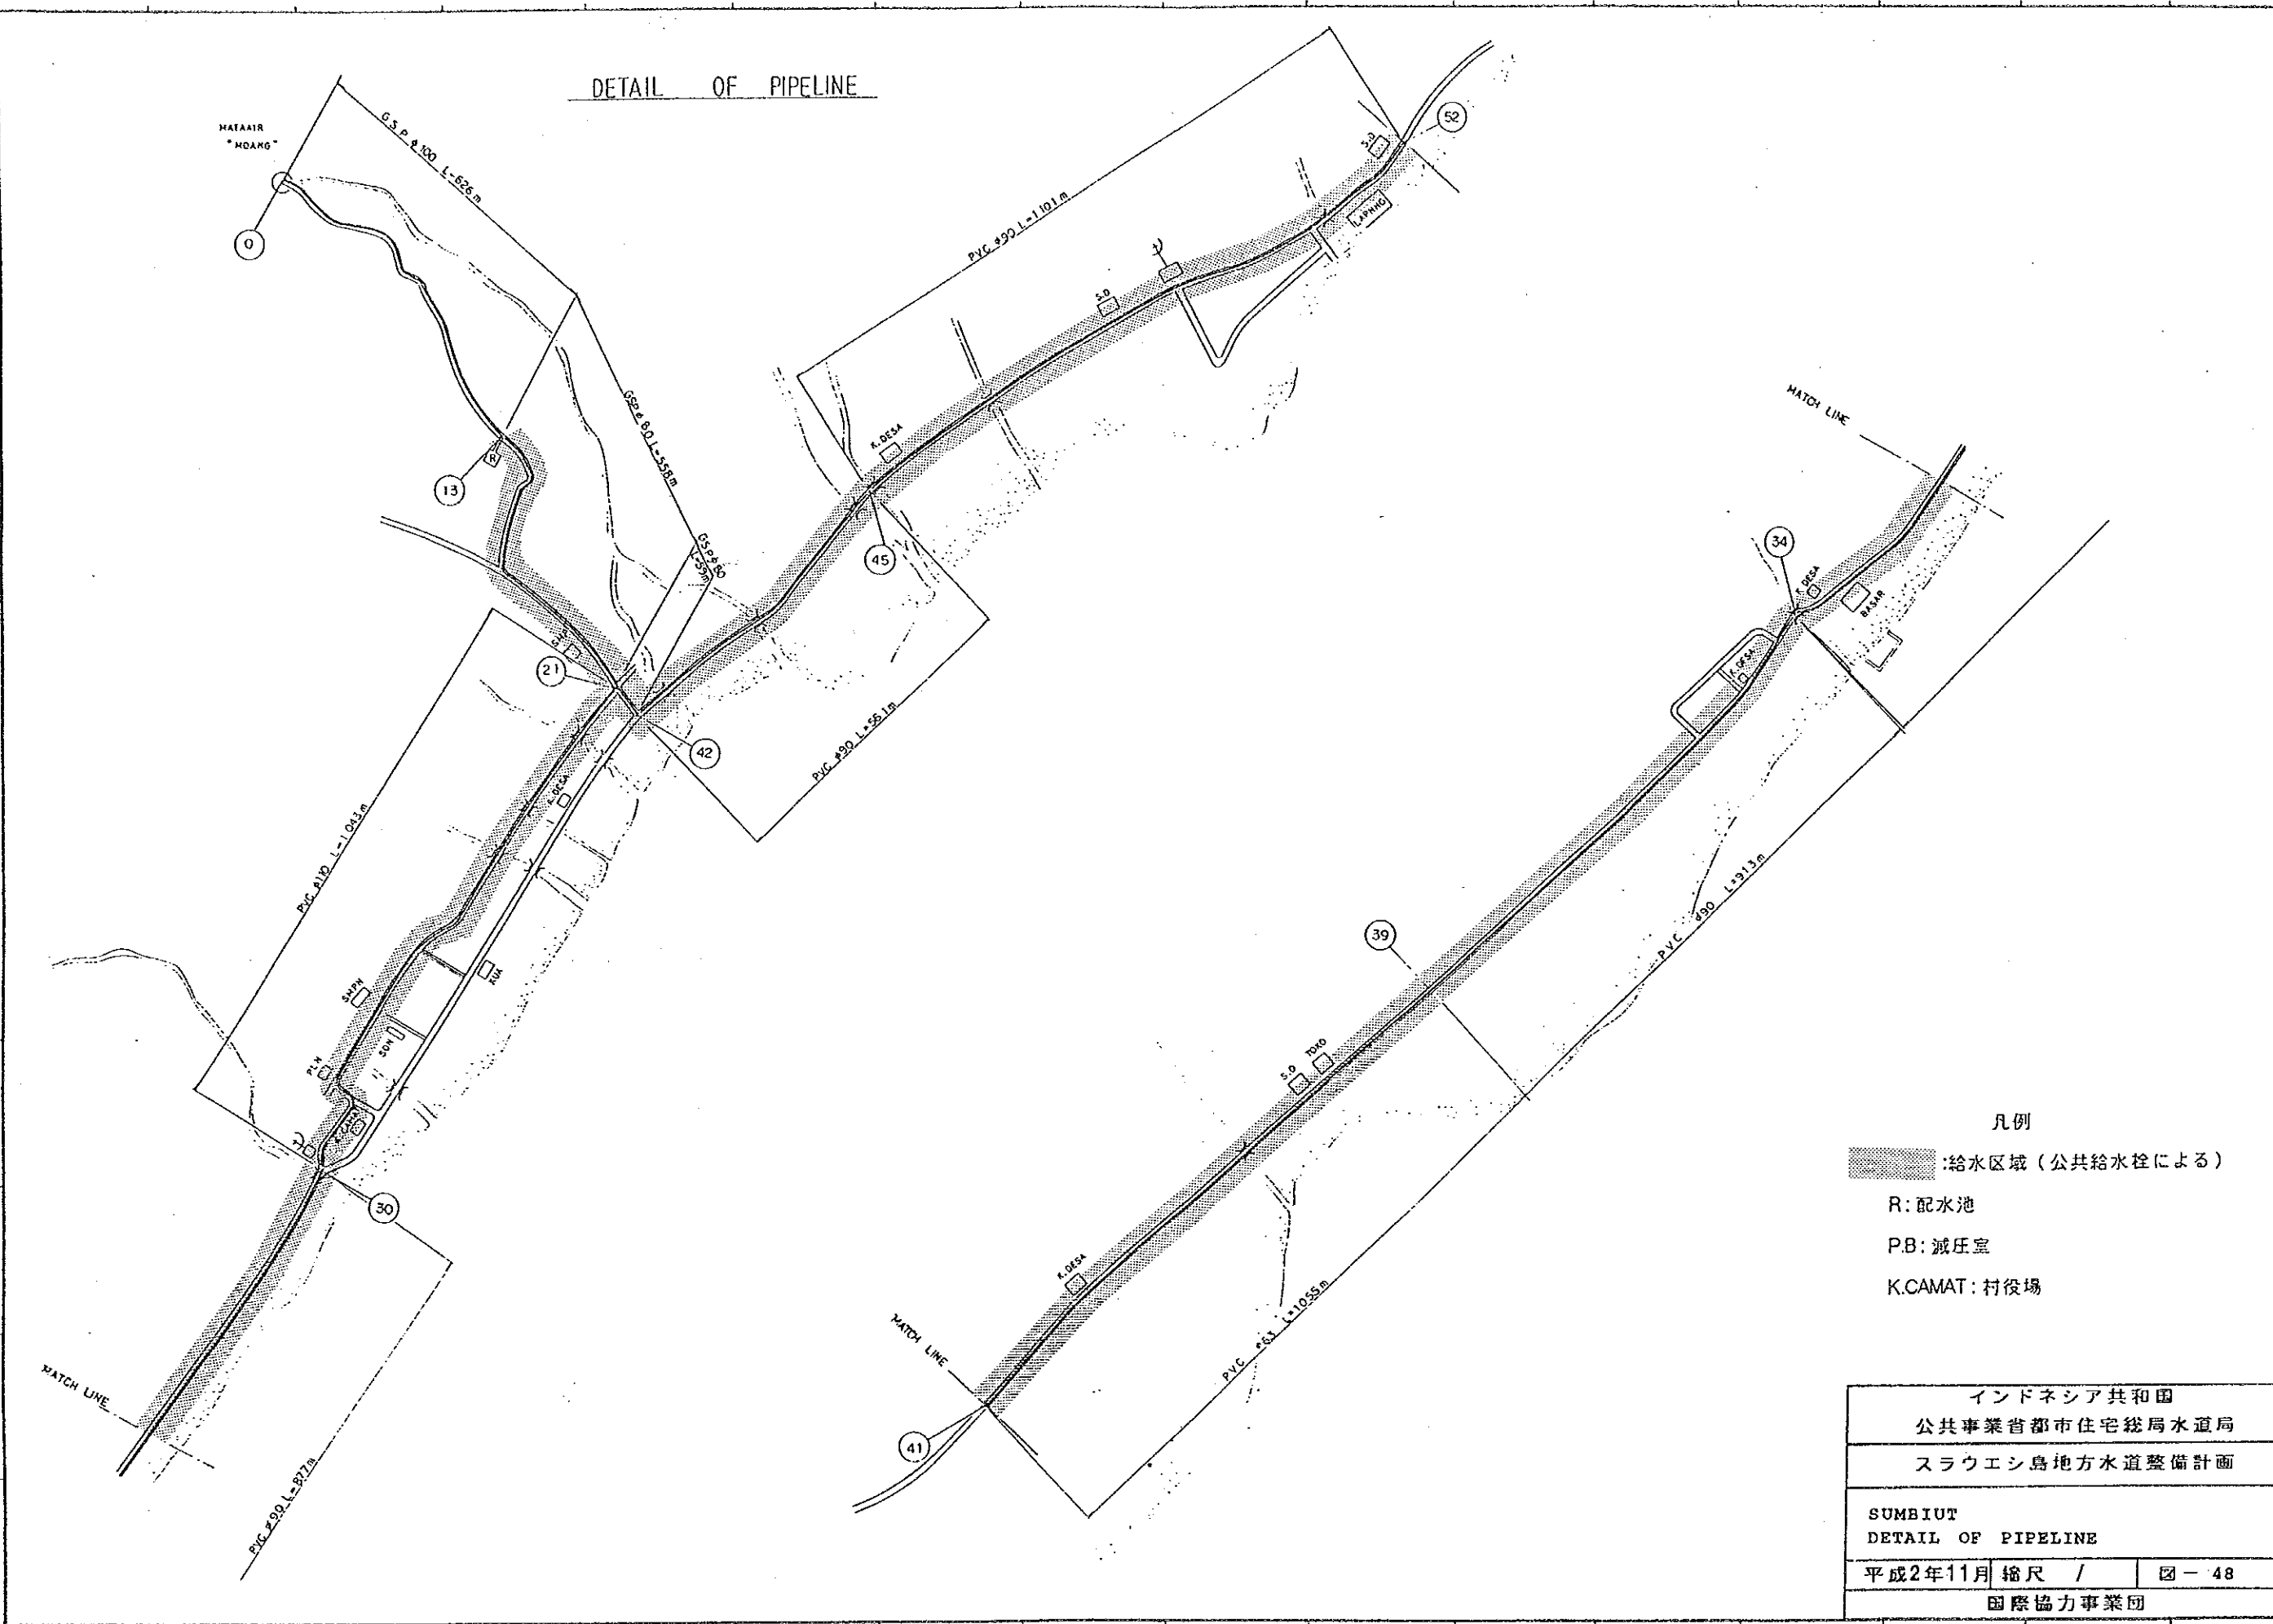 DETAIL OF PIPELINE
MATAAIR
"MOANG"
0
G.S.P φ100 L=626m
R
13
GSP φ80 L=558m
GSP φ80
L=59m
21
42
PVC φ110 L=1043m
K.DESA
KUA
SMPN
SDN
PLN
K.CAMAT
30
MATCH LINE
PVC φ90 L=877m
PVC φ90 L=561m
45
K.DESA
S.D
PVC φ90 L=1101m
S.D
LAPANG
52
MATCH LINE
34
K.DESA
BASAR
K.DESA
PVC φ90 L=913m
39
TOKO
S.D
K.DESA
MATCH LINE
41
PVC φ63 L=1055m
凡例
:給水区域(公共給水栓による)
R:配水池
P.B:減圧室
K.CAMAT:村役場
インドネシア共和国
公共事業省都市住宅総局水道局
スラウエシ島地方水道整備計画
SUMBIUT
DETAIL OF PIPELINE
平成2年11月 縮尺 / 図-48
国際協力事業団